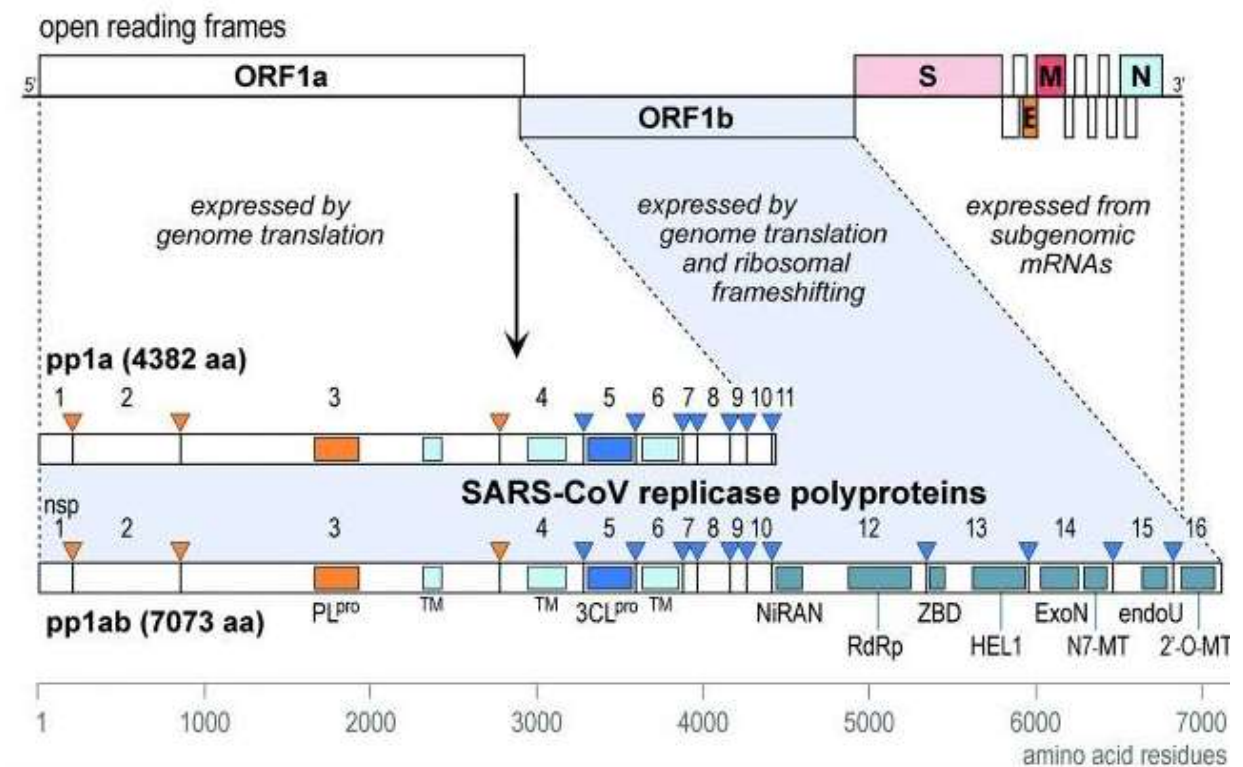 open reading frames
5' ORF1a S M N 3'
ORF1b E
expressed by
genome translation
expressed by
genome translation
and ribosomal
frameshifting
expressed from
subgenomic
mRNAs
pp1a (4382 aa)
1 2 3 4 5 6 7 8 9 10 11
SARS-CoV replicase polyproteins
nsp
1 2 3 4 5 6 7 8 9 10 12 13 14 15 16
PLpro TM TM 3CLpro TM NiRAN ZBD ExoN endoU
pp1ab (7073 aa)
RdRp HEL1 N7-MT 2'-O-MT
1 1000 2000 3000 4000 5000 6000 7000
amino acid residues